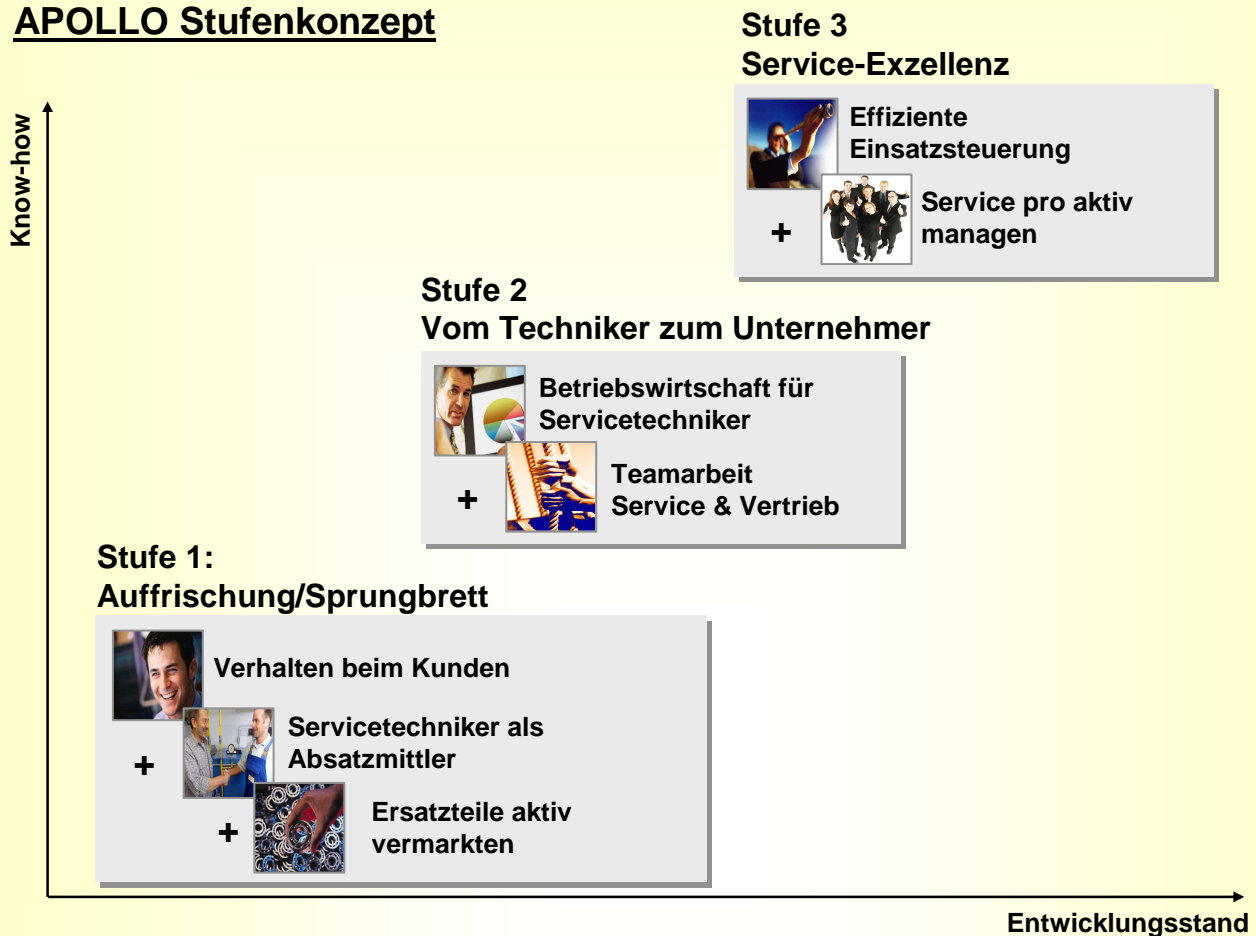 APOLLO Stufenkonzept
Know-how
Stufe 3
Service-Exzellenz
Effiziente
Einsatzsteuerung
+
Service pro aktiv
managen
Stufe 2
Vom Techniker zum Unternehmer
Betriebswirtschaft für
Servicetechniker
+
Teamarbeit
Service & Vertrieb
Stufe 1:
Auffrischung/Sprungbrett
Verhalten beim Kunden
+
Servicetechniker als
Absatzmittler
+
Ersatzteile aktiv
vermarkten
Entwicklungsstand